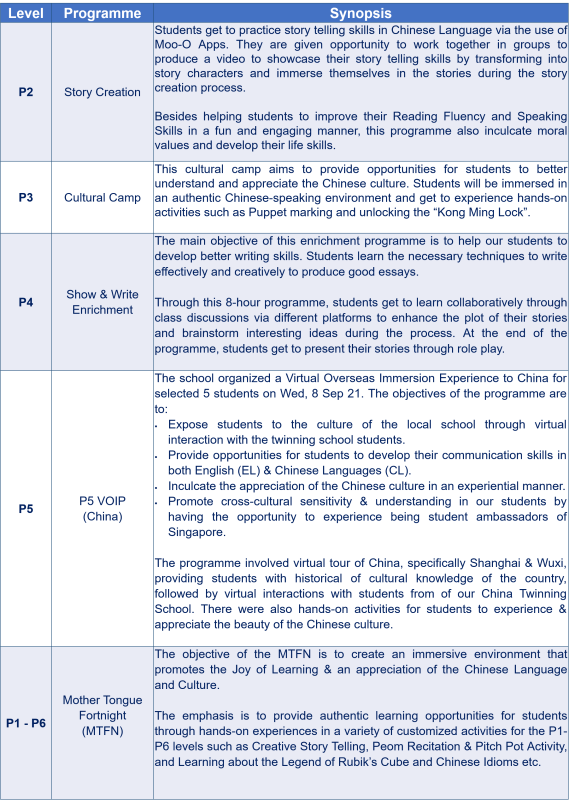 Level Programme Synopsis
P2
Story Creation
Students get to practice story telling skills in Chinese Language via the use of
Moo-O Apps. They are given opportunity to work together in groups to
produce a video to showcase their story telling skills by transforming into
story characters and immerse themselves in the stories during the story
creation process.
Besides helping students to improve their Reading Fluency and Speaking
Skills in a fun and engaging manner, this programme also inculcate moral
values and develop their life skills.
P3
Cultural Camp
This cultural camp aims to provide opportunities for students to better
understand and appreciate the Chinese culture. Students will be immersed in
an authentic Chinese-speaking environment and get to experience hands-on
activities such as Puppet marking and unlocking the “Kong Ming Lock”.
P4
Show & Write
Enrichment
The main objective of this enrichment programme is to help our students to
develop better writing skills. Students learn the necessary techniques to write
effectively and creatively to produce good essays.
Through this 8-hour programme, students get to learn collaboratively through
class discussions via different platforms to enhance the plot of their stories
and brainstorm interesting ideas during the process. At the end of the
programme, students get to present their stories through role play.
P5
P5 VOIP
(China)
The school organized a Virtual Overseas Immersion Experience to China for
selected 5 students on Wed, 8 Sep 21. The objectives of the programme are
to:
· Expose students to the culture of the local school through virtual
interaction with the twinning school students.
· Provide opportunities for students to develop their communication skills in
both English (EL) & Chinese Languages (CL).
· Inculcate the appreciation of the Chinese culture in an experiential manner.
· Promote cross-cultural sensitivity & understanding in our students by
having the opportunity to experience being student ambassadors of
Singapore.
The programme involved virtual tour of China, specifically Shanghai & Wuxi,
providing students with historical of cultural knowledge of the country,
followed by virtual interactions with students from of our China Twinning
School. There were also hands-on activities for students to experience &
appreciate the beauty of the Chinese culture.
P1 - P6
Mother Tongue
Fortnight
(MTFN)
The objective of the MTFN is to create an immersive environment that
promotes the Joy of Learning & an appreciation of the Chinese Language
and Culture.
The emphasis is to provide authentic learning opportunities for students
through hands-on experiences in a variety of customized activities for the P1-
P6 levels such as Creative Story Telling, Peom Recitation & Pitch Pot Activity,
and Learning about the Legend of Rubik’s Cube and Chinese Idioms etc.